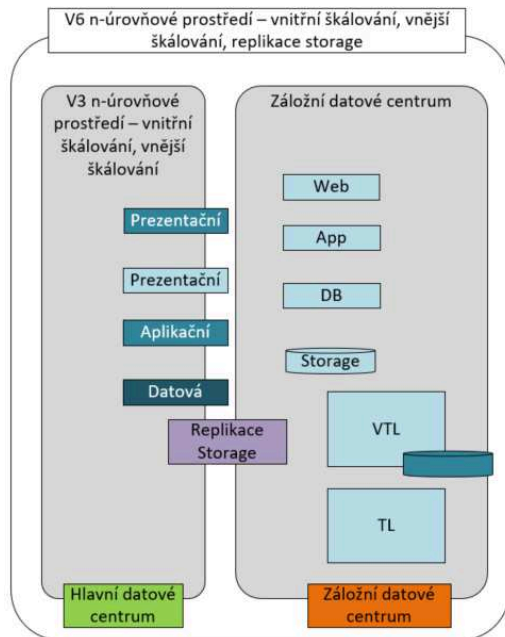 V6 n-úrovňové prostředí – vnitřní škálování, vnější
škálování, replikace storage
V3 n-úrovňové
prostředí – vnitřní
škálování, vnější
škálování
Záložní datové centrum
Web
Prezentační
App
Prezentační
DB
Aplikační
Storage
Datová
Replikace
Storage
VTL
TL
Hlavní datové
centrum
Záložní datové
centrum